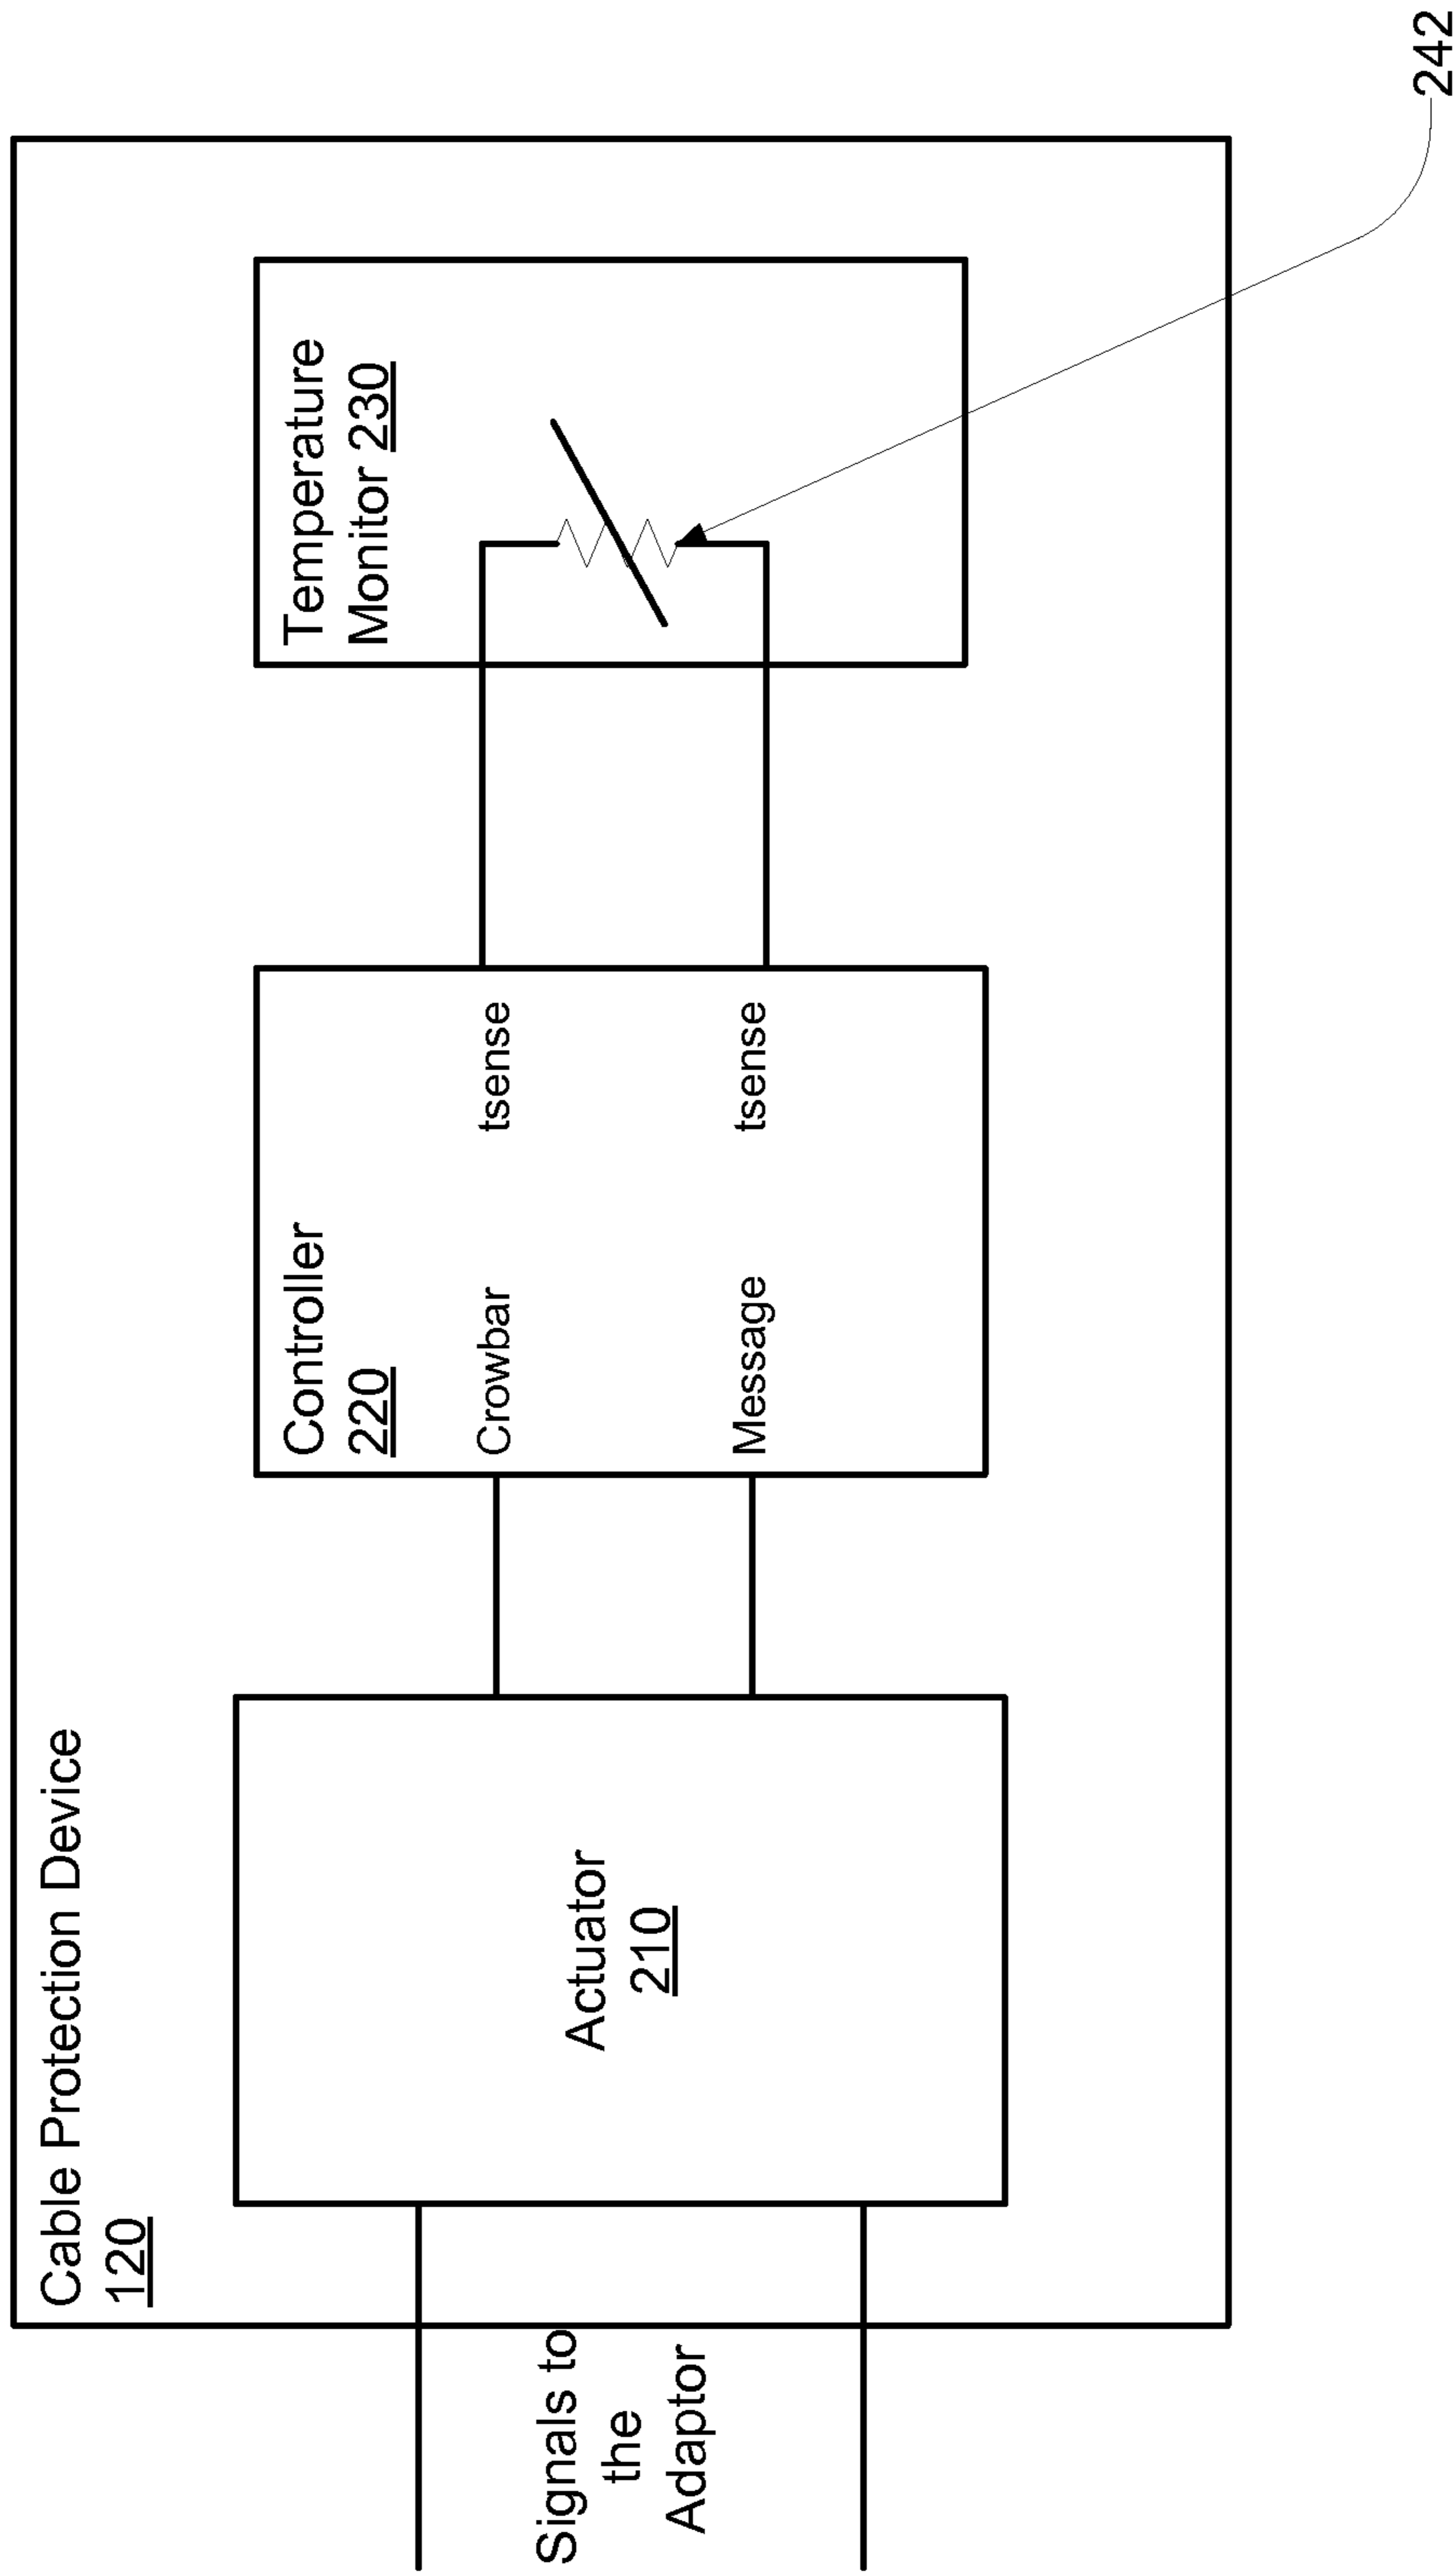 Cable Protection Device
120
Signals to
the
Adaptor
Actuator
210
Controller
220
Crowbar
tsense
Message
tsense
Temperature
Monitor 230
242